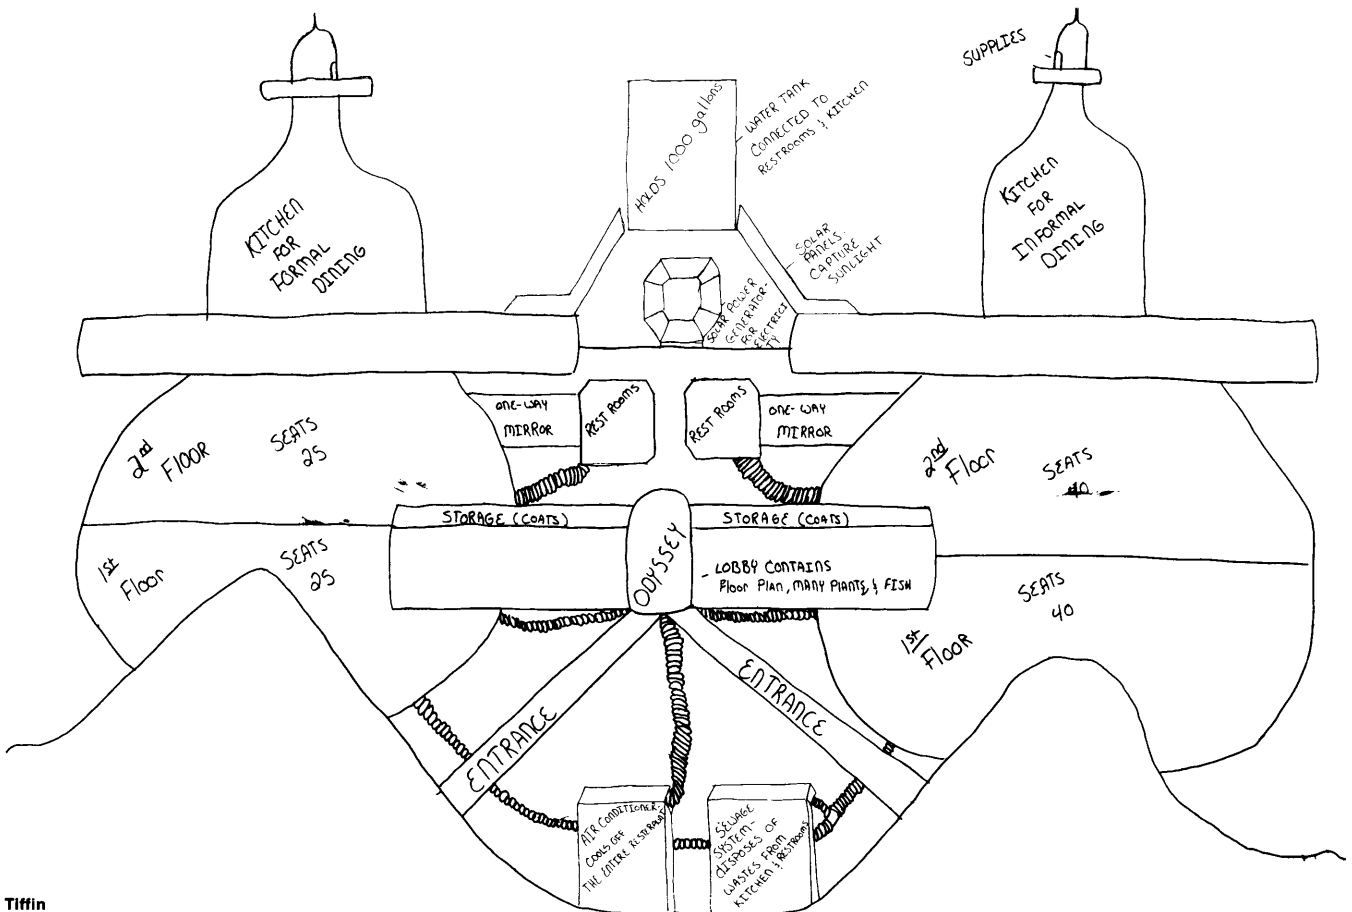 SUPPLIES
HOLDS 1000 gallons
WATER TANK
CONNECTED TO
RESTROOMS & KITCHEN
KITCHEN
FOR
FORMAL
DINING
KITCHEN
FOR
INFORMAL
DINING
SOLAR
PANELS.
CAPTURE
SUNLIGHT
SOLAR POWER
GENERATOR-
FOR
ELECTRICI
TY
ONE-WAY
MIRROR
REST ROOMS
REST ROOMS
ONE-WAY
MIRROR
2nd
FLOOR
SEATS
25
2nd
Floor
SEATS
40
STORAGE (COATS)
STORAGE (COATS)
ODYSSEY
1st
Floor
SEATS
25
LOBBY CONTAINS
Floor PLAN, MANY PLANTS, & FISH
SEATS
40
1st
FLOOR
ENTRANCE
ENTRANCE
AIR CONDITIONER-
COOLS OFF
THE ENTIRE
SEWAGE
SYSTEM-
DISPOSES OF
WASTES FROM
KITCHEN & RESTROOMS
Tiffin